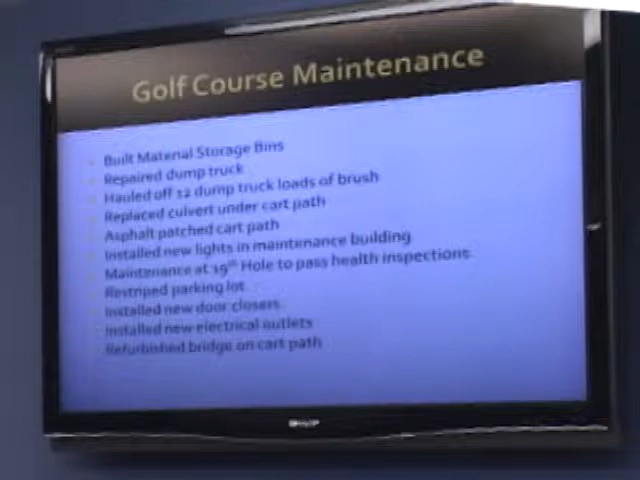 Golf Course Maintenance
Built Material Storage Bins
Repaired dump truck
Hauled off 12 dump truck loads of brush
Replaced culvert under cart path
Asphalt patched cart path
Installed new lights in maintenance building
Maintenance at 19th Hole to pass health inspections
Restriped parking lot
Installed new door closers
Installed new electrical outlets
Refurbished bridge on cart path
SHARP